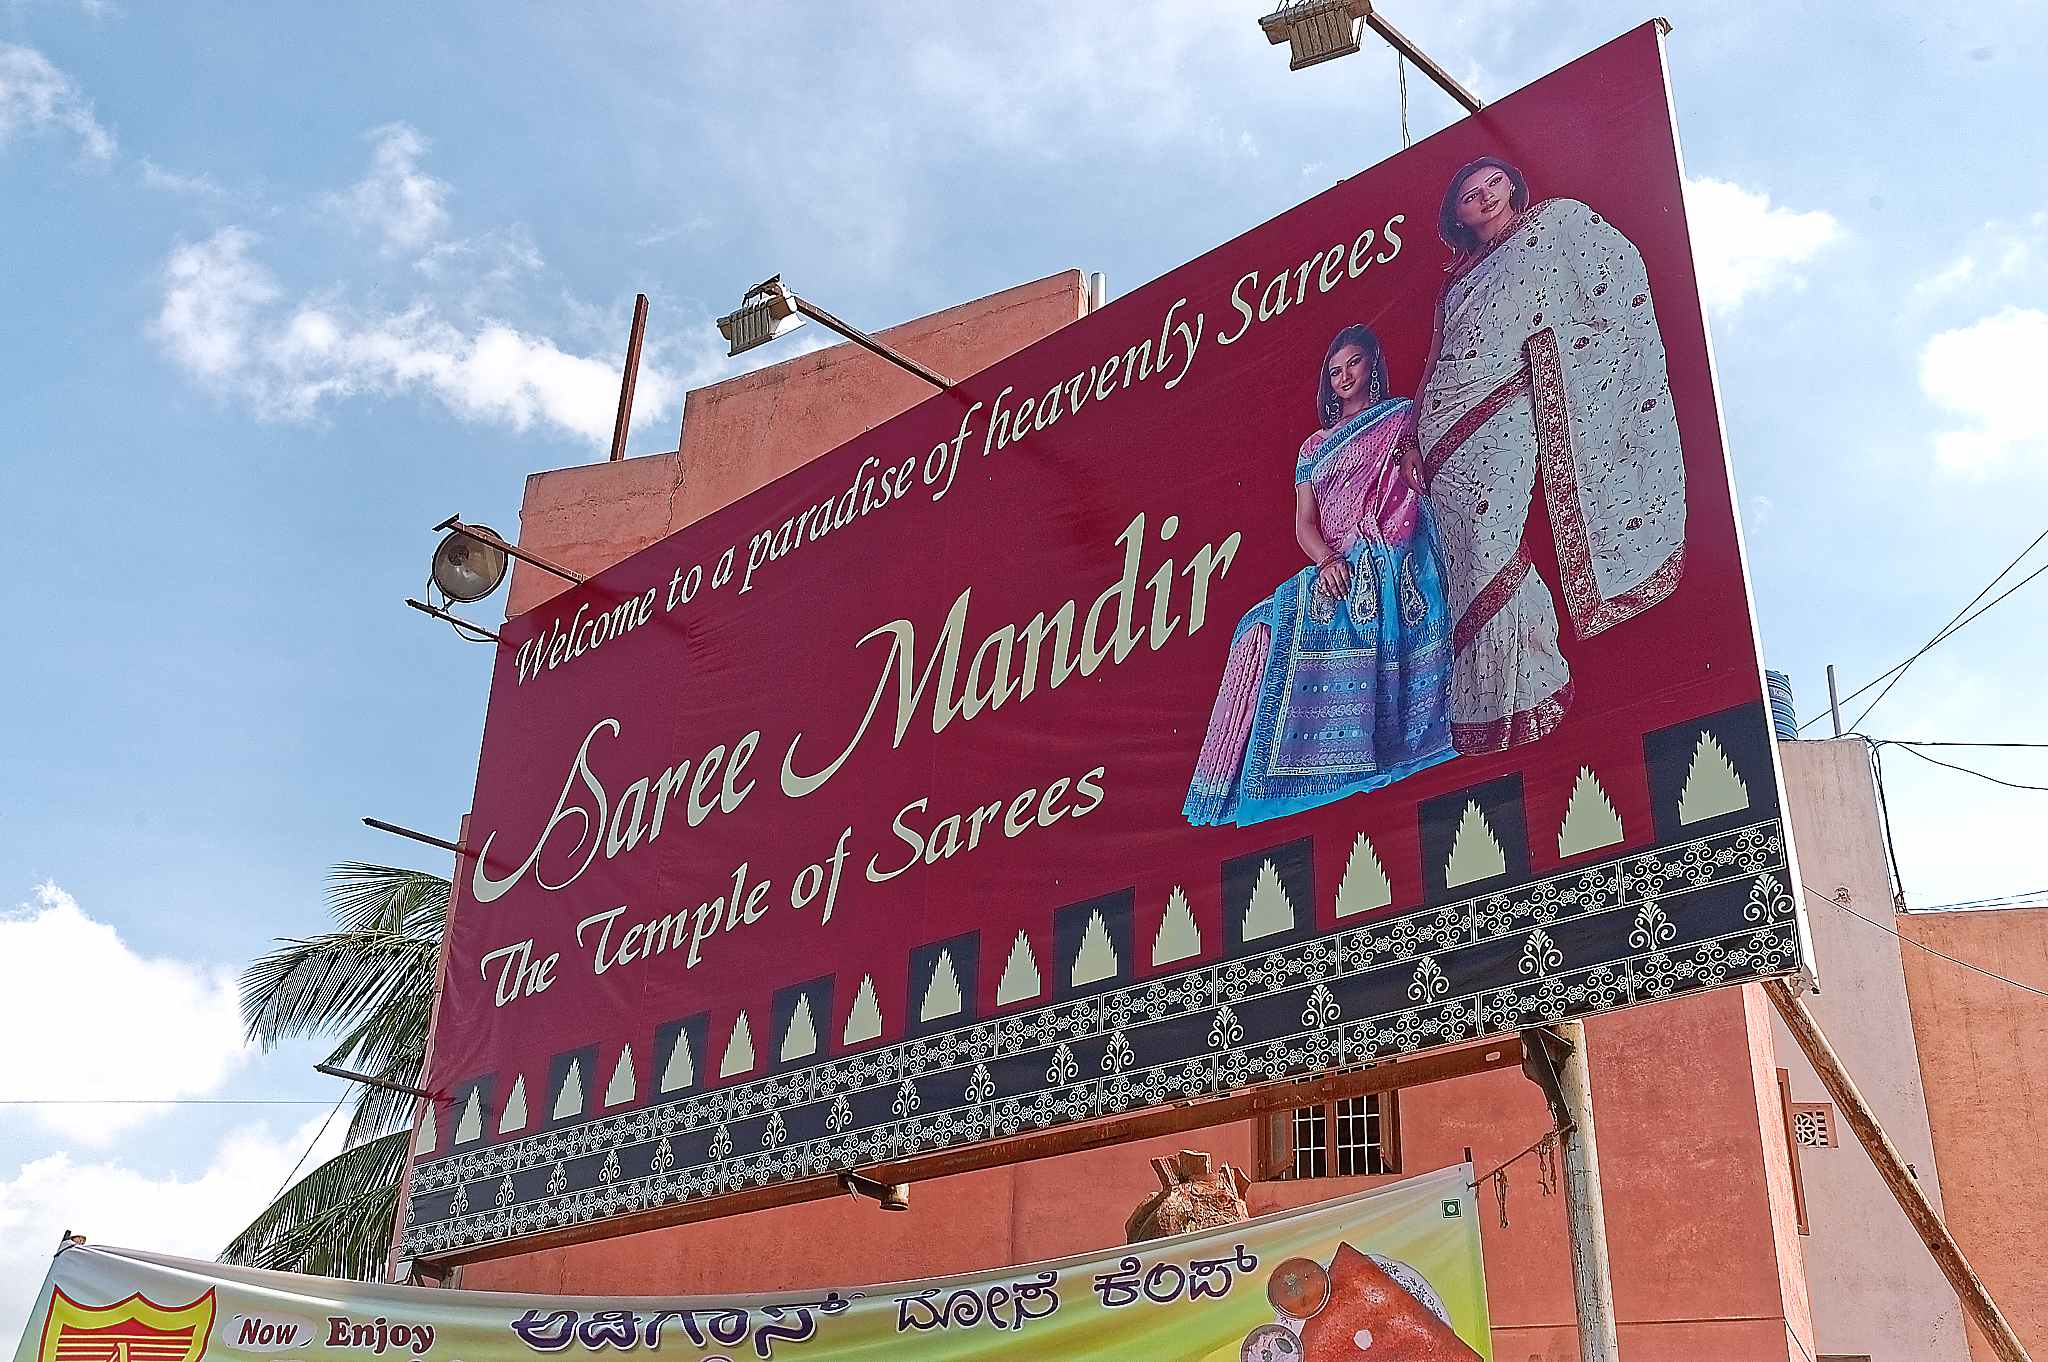 Welcome to a paradise of heavenly Sarees
Saree Mandir
The Temple of Sarees
Now Enjoy
ಅಡಿಗಾಸ್ ದೋಸೆ ಕೆಂಪ್